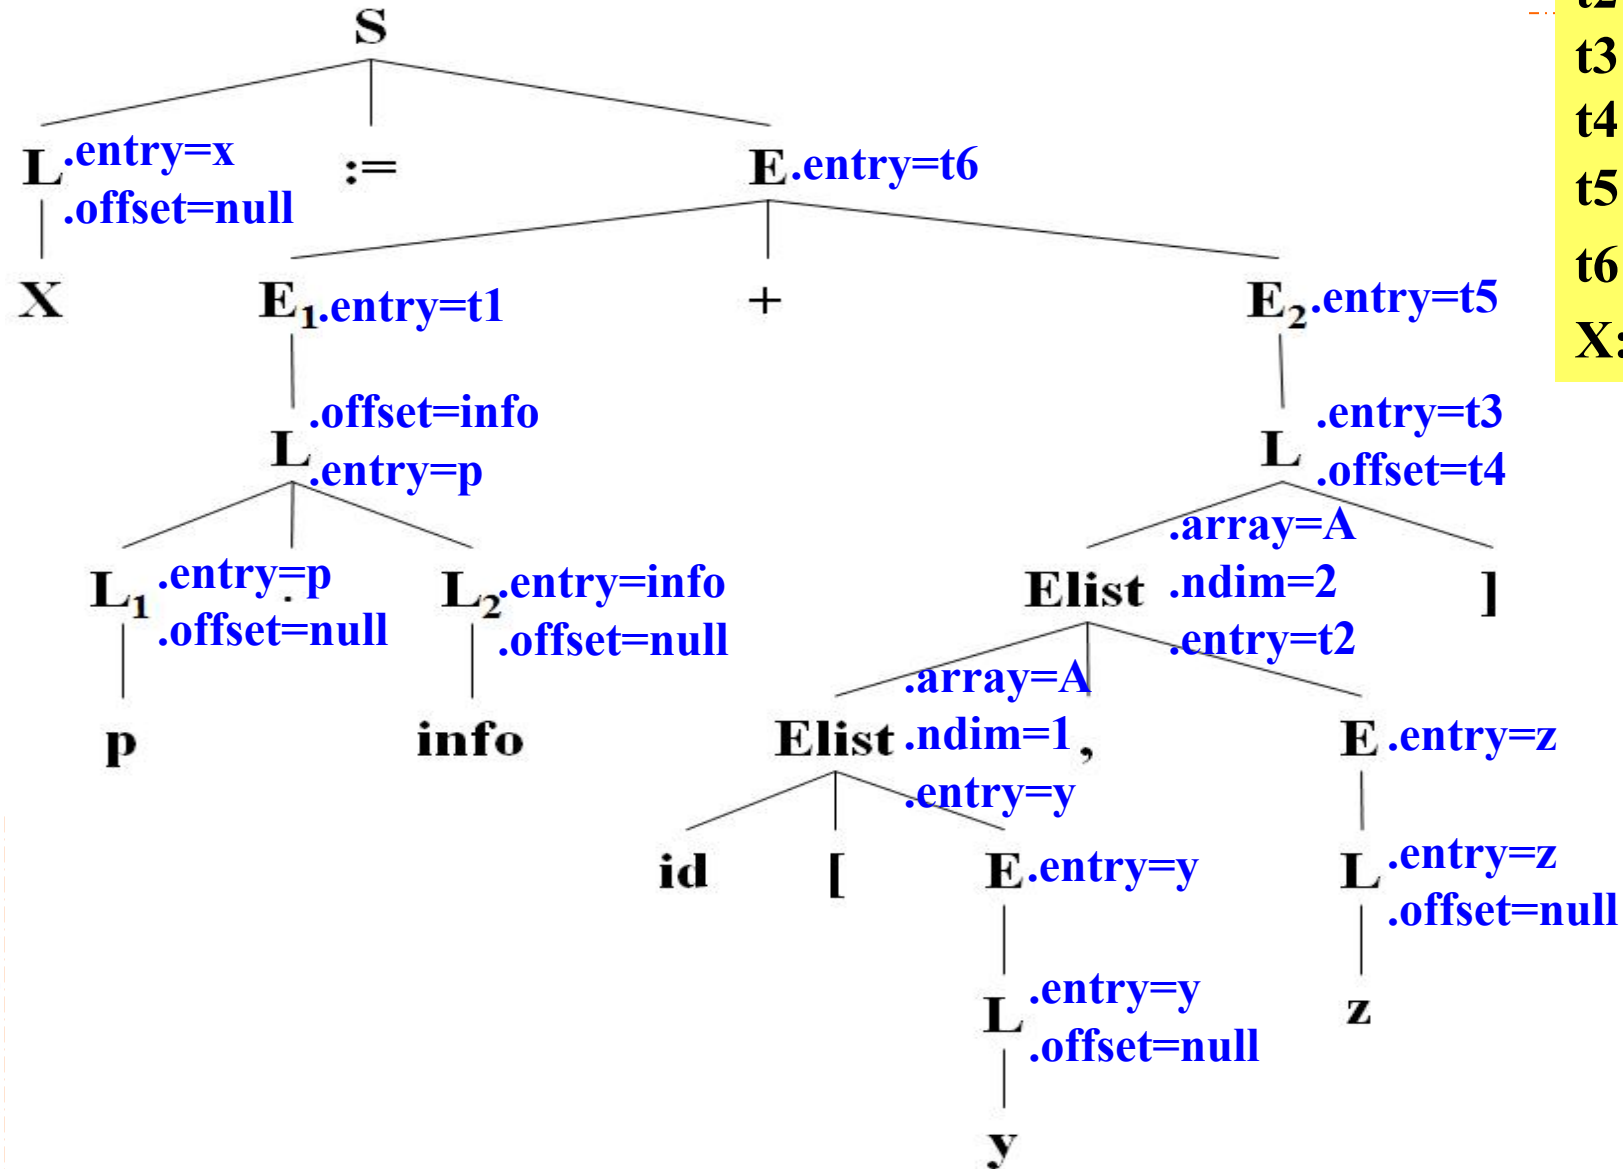 S
t2
t3
t4
t5
t6
X:
L .entry=x
.offset=null
:=
E .entry=t6
X
E1 .entry=t1
+
E2 .entry=t5
.offset=info
L
.entry=p
.entry=t3
L
.offset=t4
L1 .entry=p
.offset=null
.
L2 .entry=info
.offset=null
.array=A
Elist .ndim=2
.entry=t2
]
p
info
.array=A
Elist .ndim=1
.entry=y
,
E .entry=z
id
[
E .entry=y
L .entry=z
.offset=null
L .entry=y
.offset=null
z
y